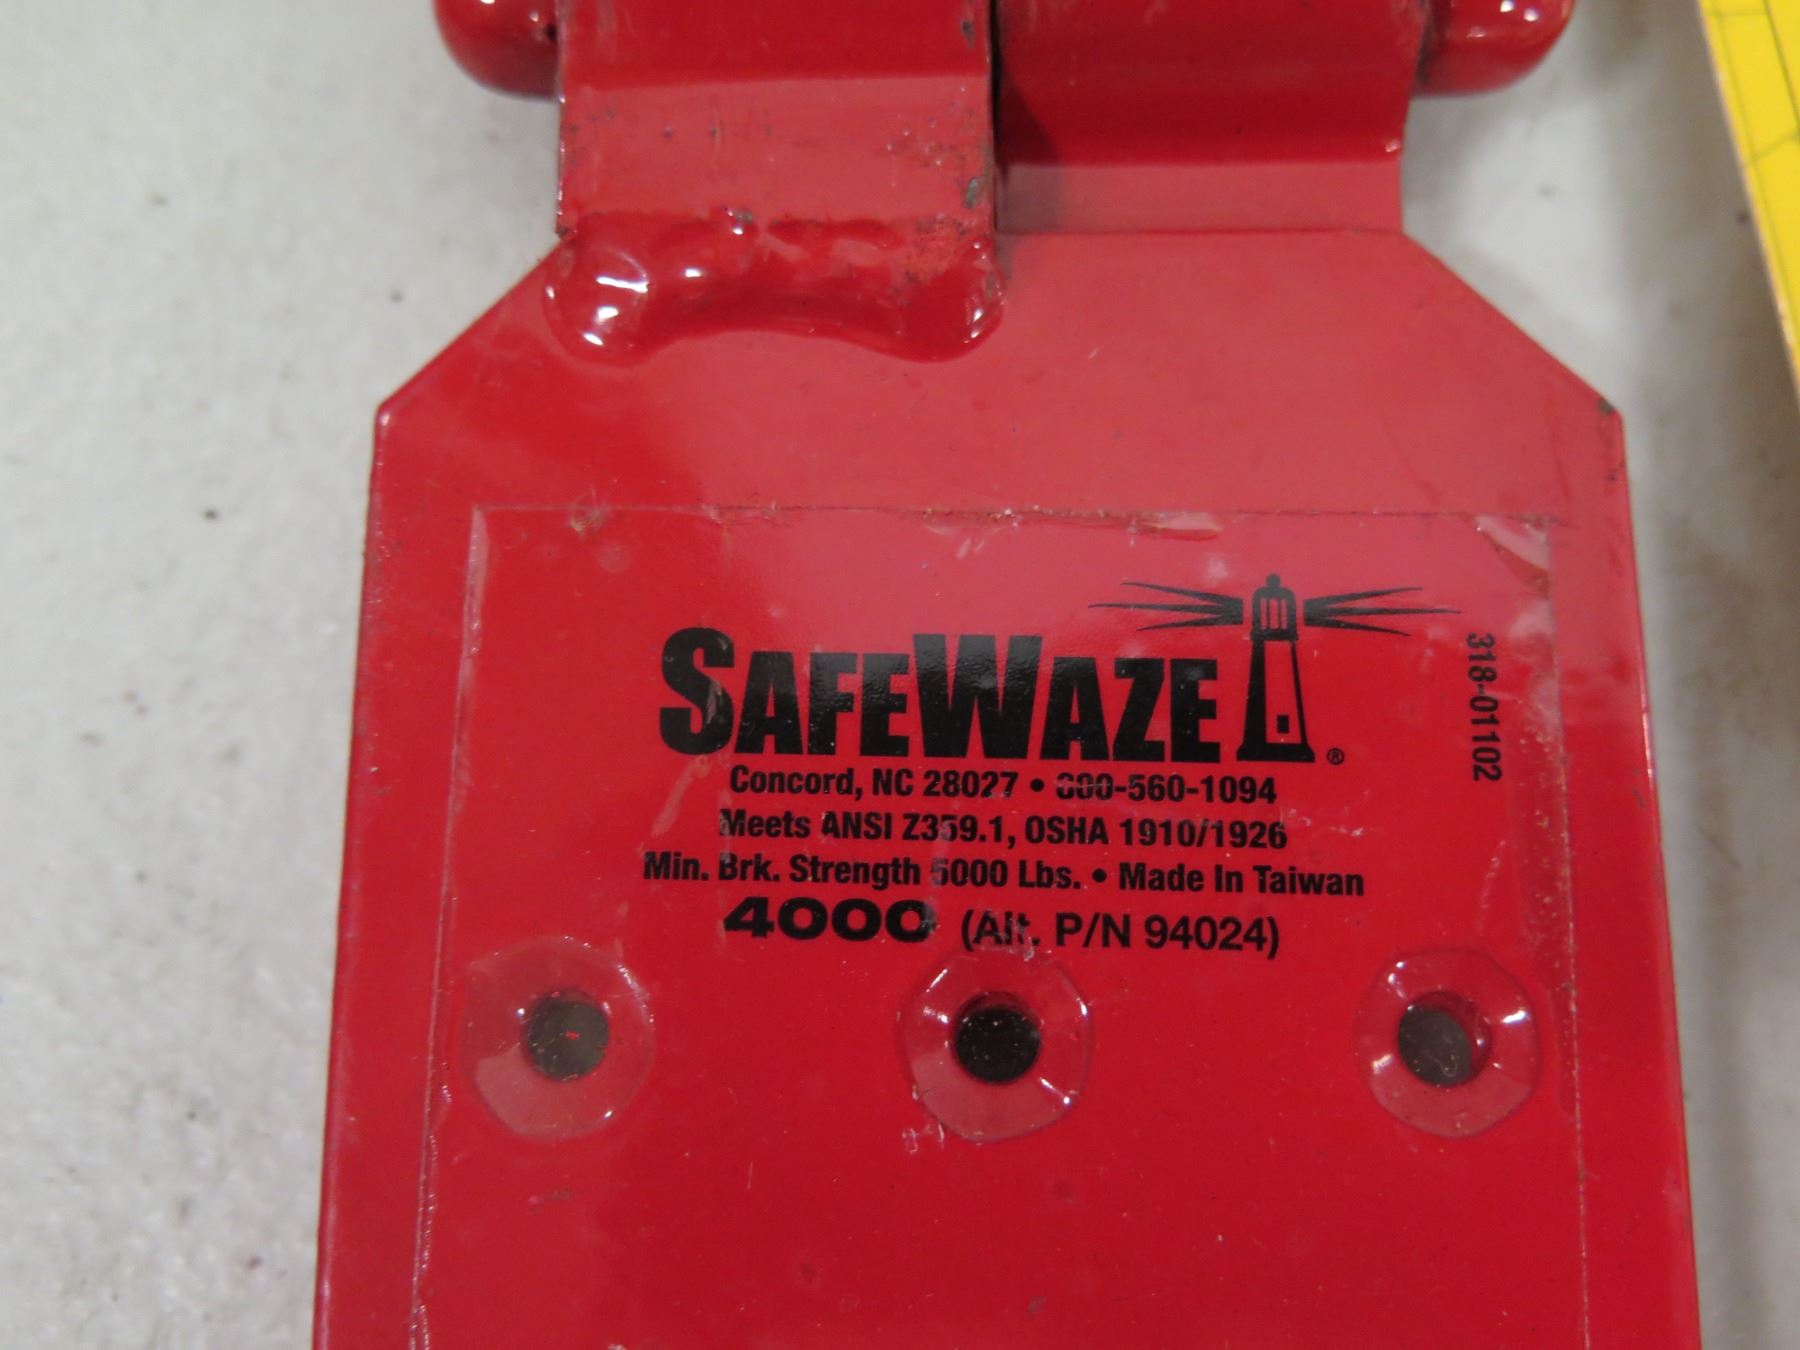 SAFEWAZE ®
Concord, NC 28027 • 800-560-1094
Meets ANSI Z359.1, OSHA 1910/1926
Min. Brk. Strength 5000 Lbs. • Made In Taiwan
4000 (Alt. P/N 94024)
318-01102